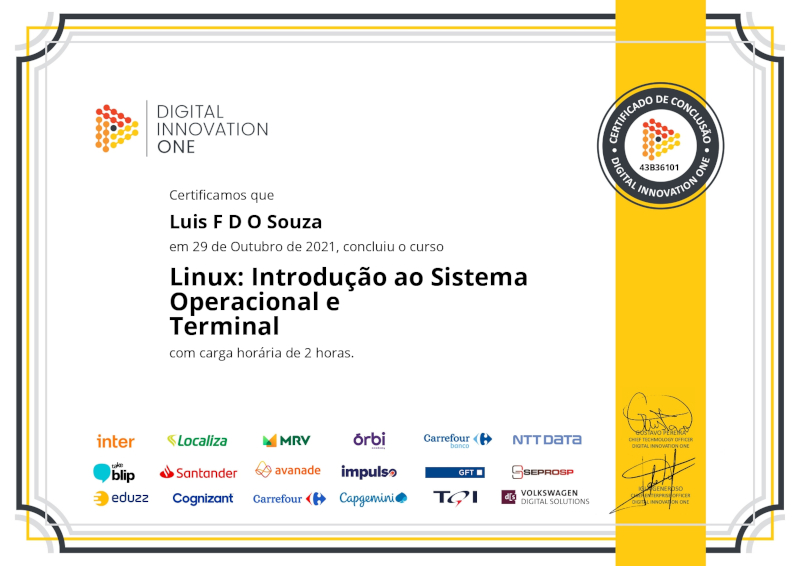 DIGITAL
INNOVATION
ONE
CERTIFICADO DE CONCLUSÃO
43B36101
DIGITAL INNOVATION ONE
Certificamos que
Luis F D O Souza
em 29 de Outubro de 2021, concluiu o curso
Linux: Introdução ao Sistema
Operacional e
Terminal
com carga horária de 2 horas.
GUSTAVO PEREIRA
CHIEF TECHNOLOGY OFFICER
DIGITAL INNOVATION ONE
inter Localiza MRV órbi Carrefour banco NTT DATA
take blip Santander avanade impulso GFT SEPROSP
eduzz Cognizant Carrefour Capgemini TQI d[s VOLKSWAGEN
DIGITAL SOLUTIONS
GENEROSO
OFFICER
DIGITAL INNOVATION ONE